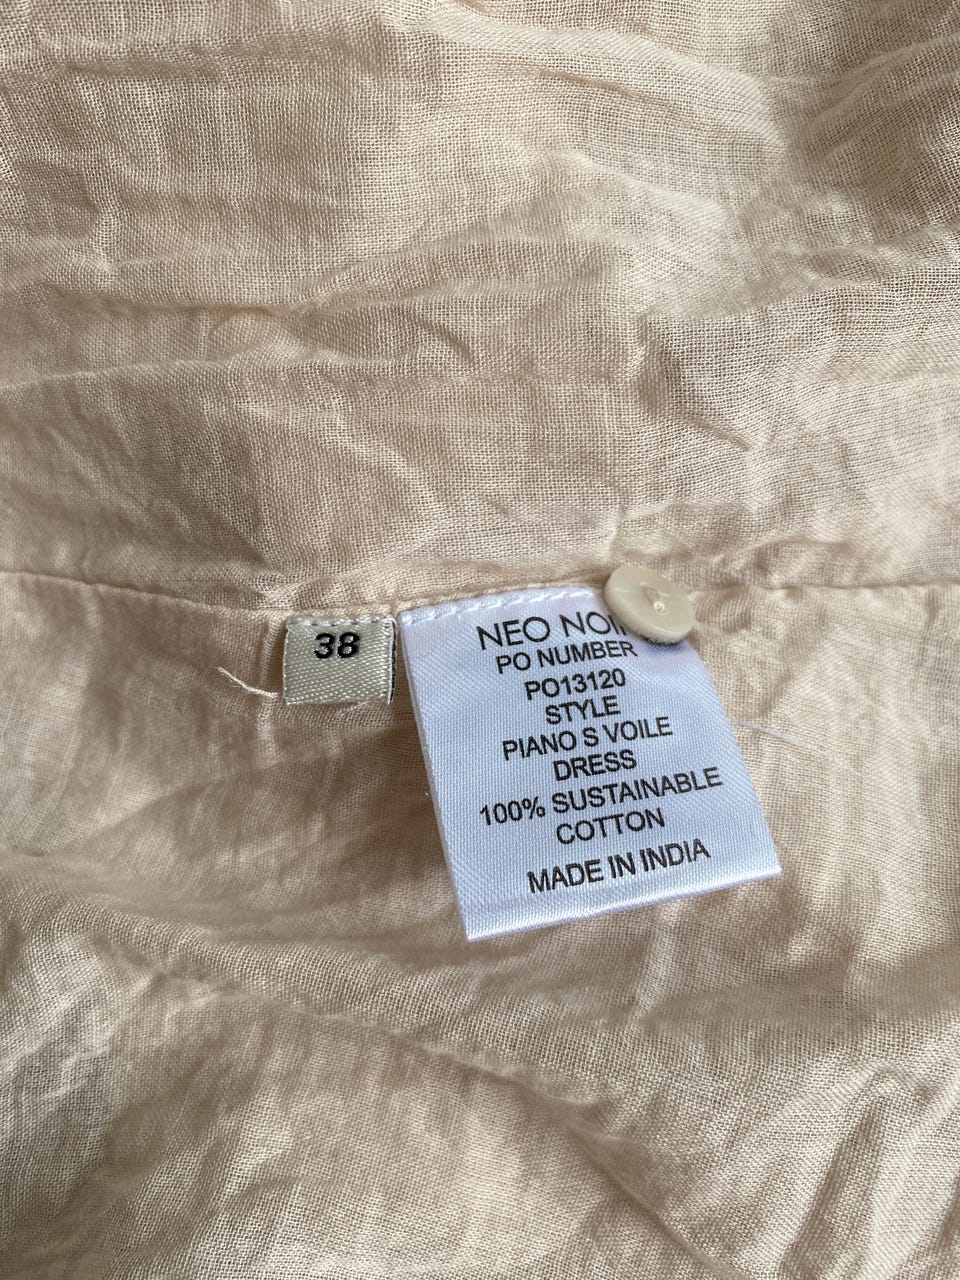 38
NEO NOIR
PO NUMBER
PO13120
STYLE
PIANO S VOILE
DRESS
100% SUSTAINABLE
COTTON
MADE IN INDIA